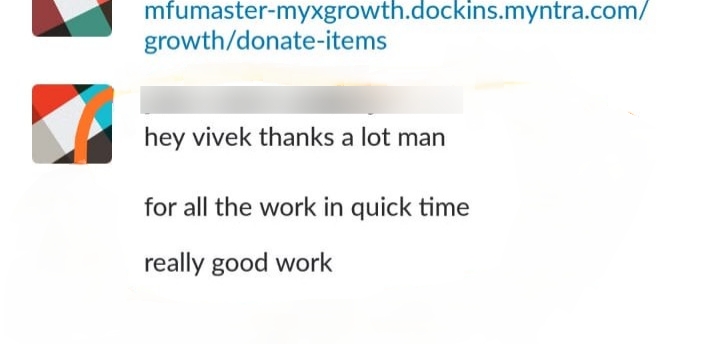 mfumaster-myxgrowth.dockins.myntra.com/
growth/donate-items
hey vivek thanks a lot man
for all the work in quick time
really good work